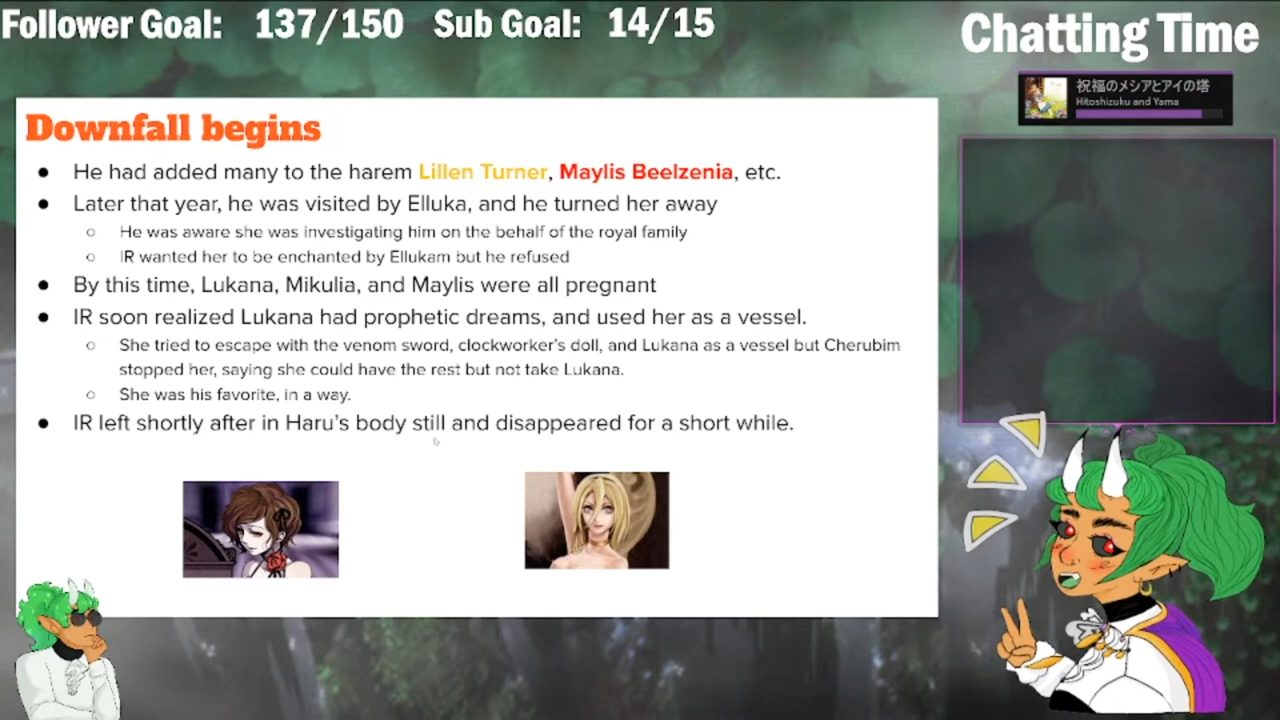 Follower Goal: 137/150 Sub Goal: 14/15
Chatting Time
祝福のメシアとアイの塔
Hitoshizuku and Yama
Downfall begins
● He had added many to the harem Lillen Turner, Maylis Beelzenia, etc.
● Later that year, he was visited by Elluka, and he turned her away
○ He was aware she was investigating him on the behalf of the royal family
○ IR wanted her to be enchanted by Ellukam but he refused
● By this time, Lukana, Mikulia, and Maylis were all pregnant
● IR soon realized Lukana had prophetic dreams, and used her as a vessel.
○ She tried to escape with the venom sword, clockworker's doll, and Lukana as a vessel but Cherubim
stopped her, saying she could have the rest but not take Lukana.
○ She was his favorite, in a way.
● IR left shortly after in Haru's body still and disappeared for a short while.